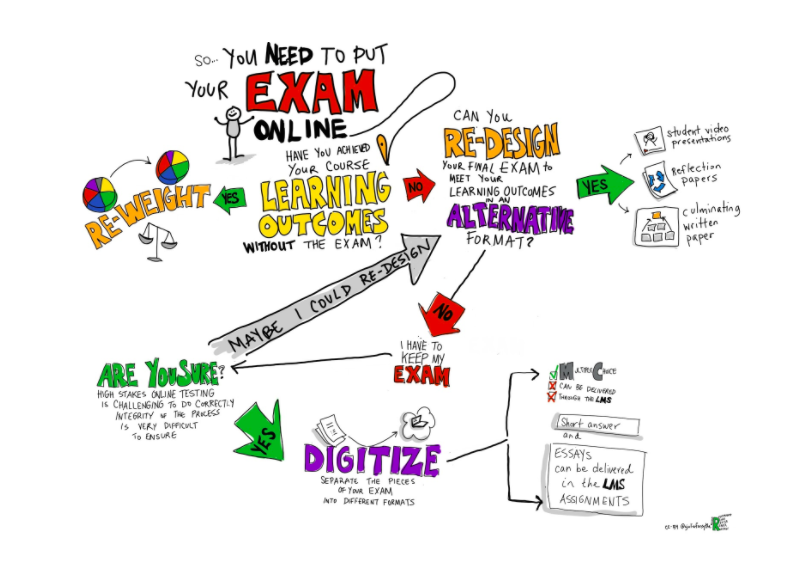 SO... YOU NEED TO PUT
YOUR EXAM
ONLINE
HAVE YOU ACHIEVED
YOUR COURSE
LEARNING
OUTCOMES
WITHOUT THE EXAM?
YES
RE-WEIGHT
NO
CAN YOU
RE-DESIGN
YOUR FINAL EXAM to
MEET YOUR
LEARNING OUTCOMES
IN AN
ALTERNATIVE
FORMAT?
YES
student video
presentations
Reflection
papers
culminating
written
paper
NO
I HAVE TO
KEEP MY
EXAM
MAYBE I COULD RE-DESIGN
ARE YOU SURE?
HIGH STAKES ONLINE TESTING
IS CHALLENGING TO DO CORRECTLY
INTEGRITY OF THE PROCESS
IS VERY DIFFICULT
TO ENSURE
YES
DIGITIZE
SEPARATE THE PIECES
OF YOUR EXAM
INTO DIFFERENT FORMATS
MULTIPLE CHOICE
CAN BE DELIVERED
THROUGH THE LMS
Short answer
and
ESSAYS
can be delivered
in the LMS
ASSIGNMENTS